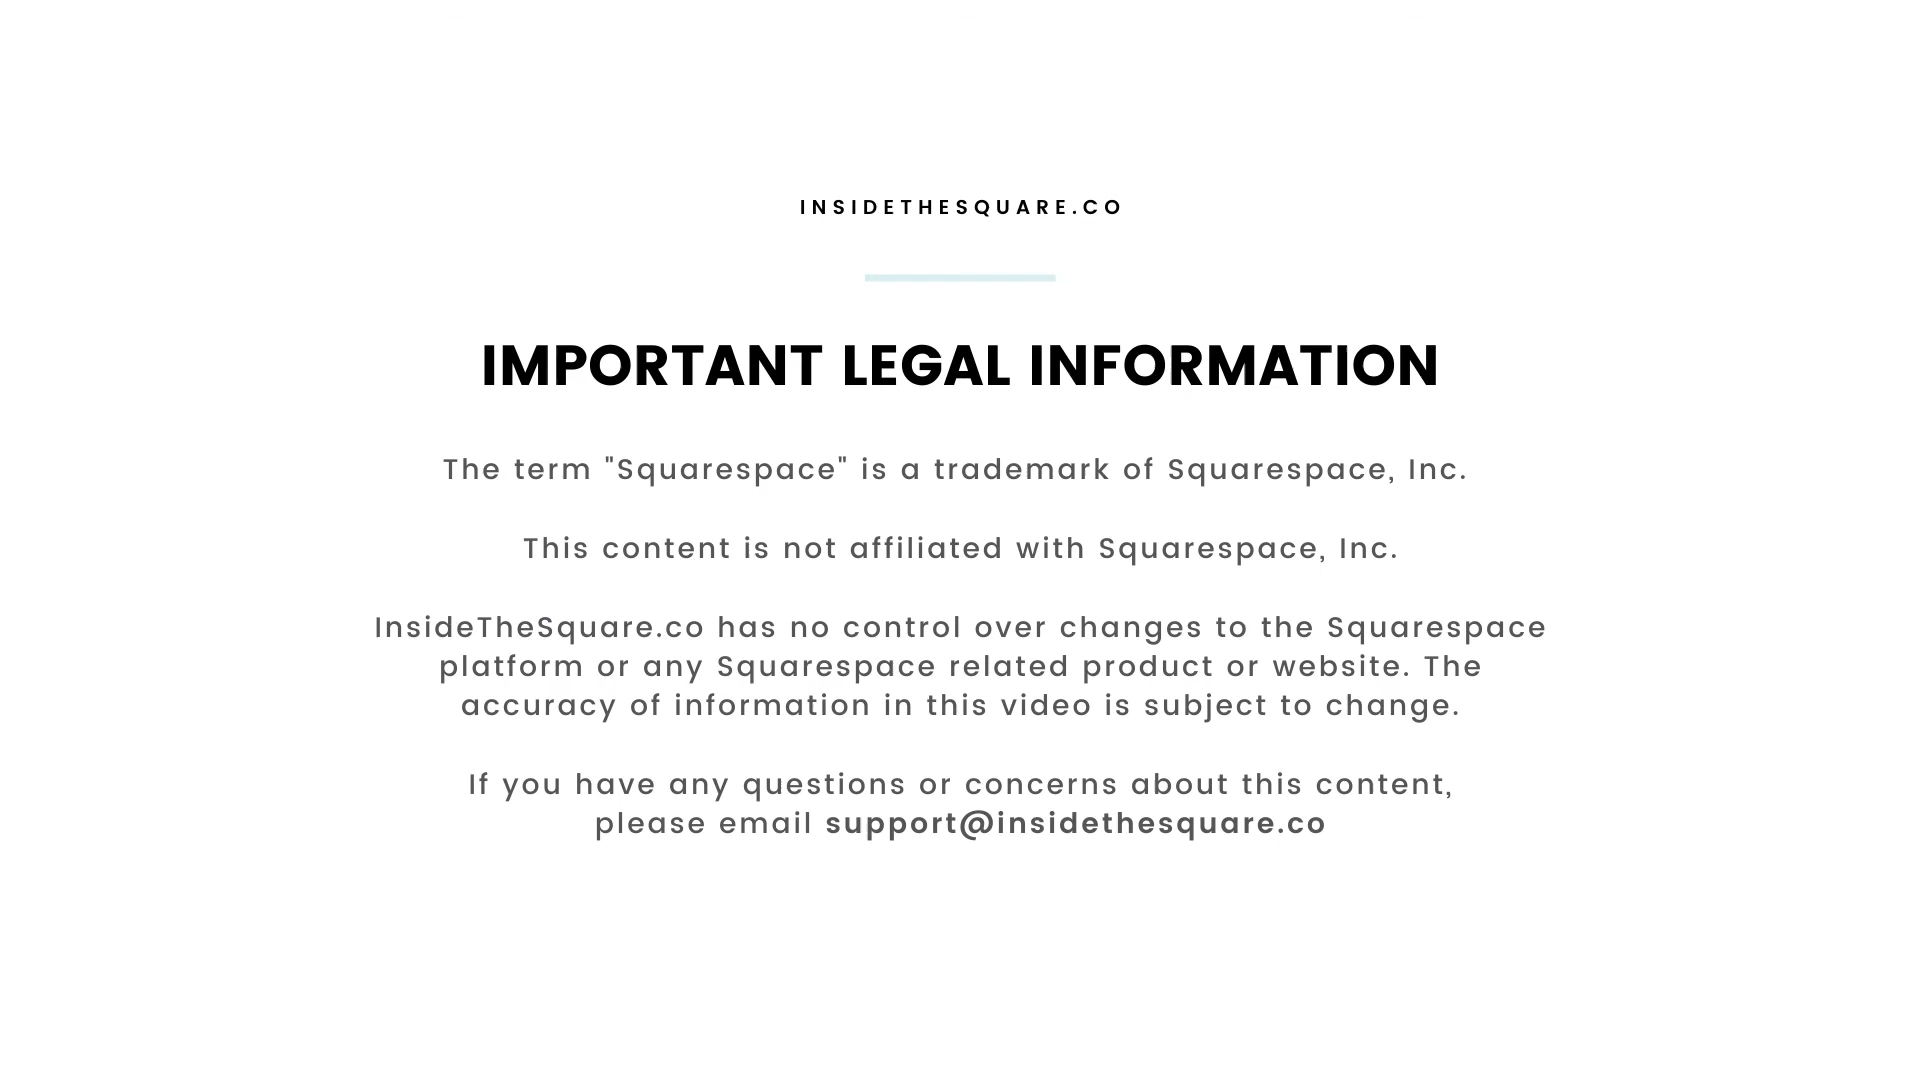 INSIDETHESQUARE.CO
IMPORTANT LEGAL INFORMATION
The term "Squarespace" is a trademark of Squarespace, Inc.
This content is not affiliated with Squarespace, Inc.
InsideTheSquare.co has no control over changes to the Squarespace
platform or any Squarespace related product or website. The
accuracy of information in this video is subject to change.
If you have any questions or concerns about this content,
please email support@insidethesquare.co